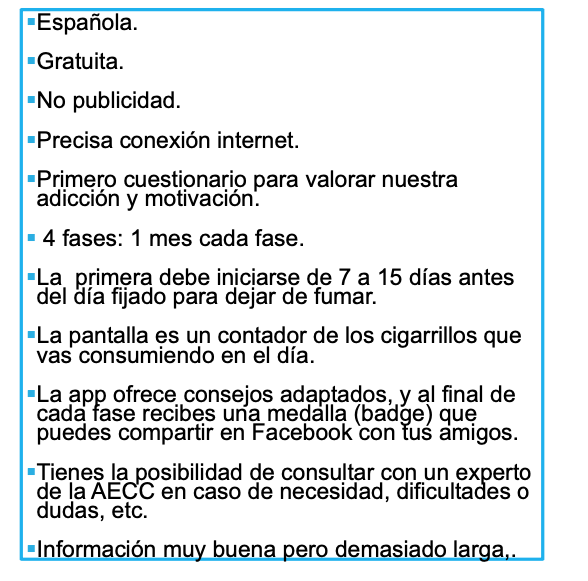 ▪Española.
▪Gratuita.
▪No publicidad.
▪Precisa conexión internet.
▪Primero cuestionario para valorar nuestra
adicción y motivación.
▪ 4 fases: 1 mes cada fase.
▪La  primera debe iniciarse de 7 a 15 días antes
del día fijado para dejar de fumar.
▪La pantalla es un contador de los cigarrillos que
vas consumiendo en el día.
▪La app ofrece consejos adaptados, y al final de
cada fase recibes una medalla (badge) que
puedes compartir en Facebook con tus amigos.
▪Tienes la posibilidad de consultar con un experto
de la AECC en caso de necesidad, dificultades o
dudas, etc.
▪Información muy buena pero demasiado larga,.